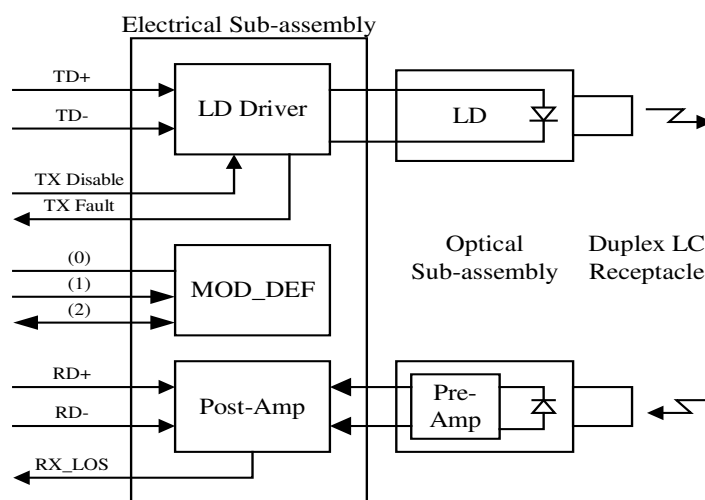 Electrical Sub-assembly
TD+
TD-
TX Disable
TX Fault
LD Driver
LD
(0)
(1)
(2)
MOD_DEF
Optical
Sub-assembly
Duplex LC
Receptacle
RD+
RD-
RX_LOS
Post-Amp
Pre-
Amp